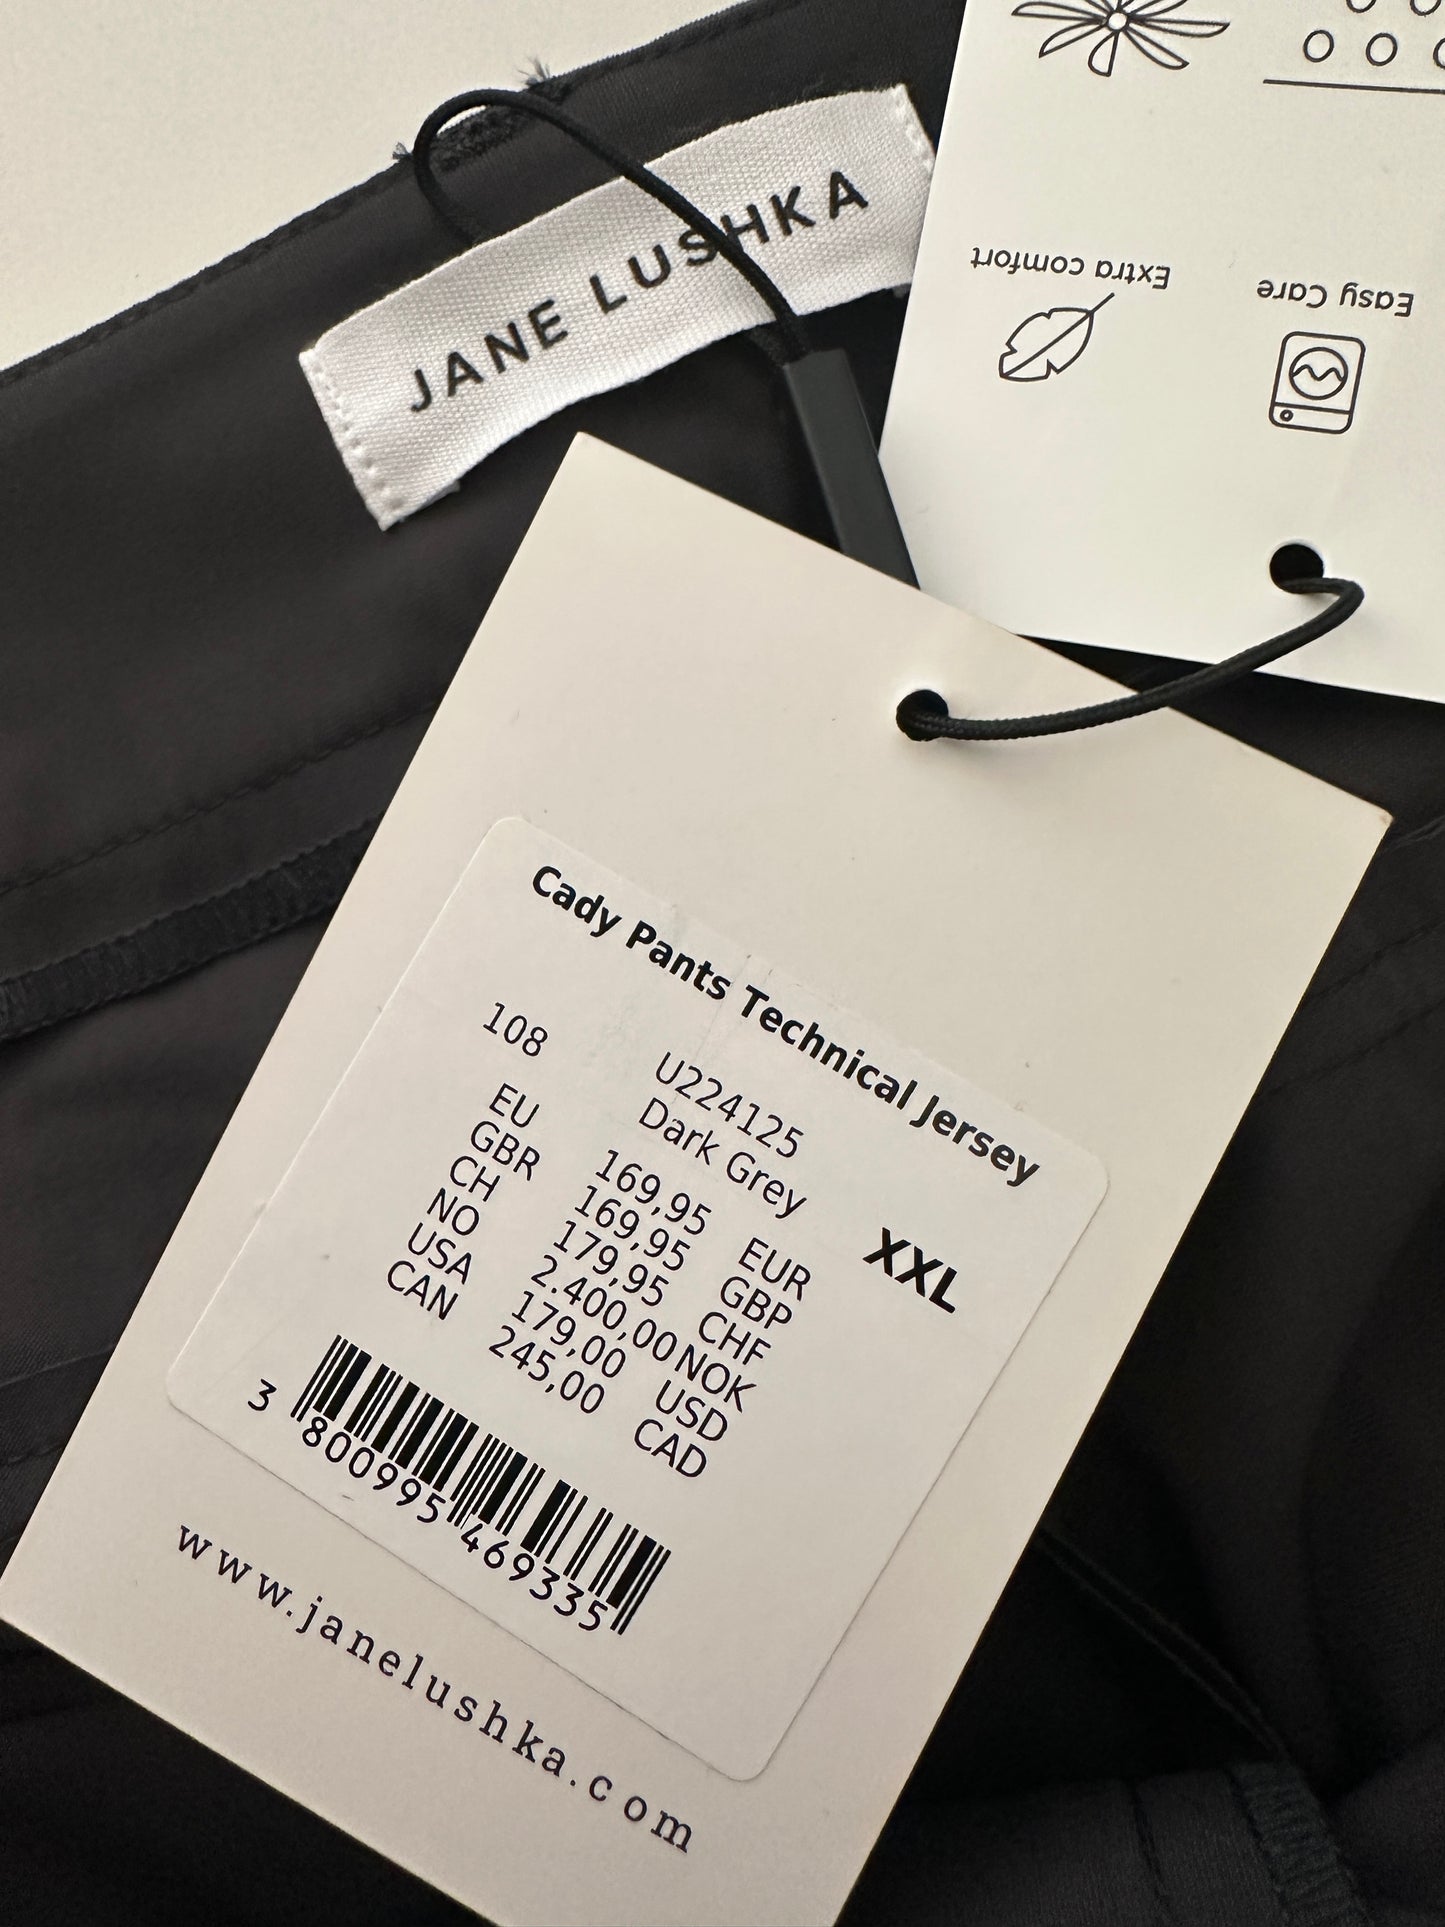 JANE LUSHKA
Extra comfort
Easy Care
Cady Pants Technical Jersey
108 U224125
Dark Grey
XXL
EU 169,95 EUR
GBR 169,95 GBP
CH 179,95 CHF
NO 2.400,00 NOK
USA 179,00 USD
CAN 245,00 CAD
3 800995 469335
www.janelushka.com